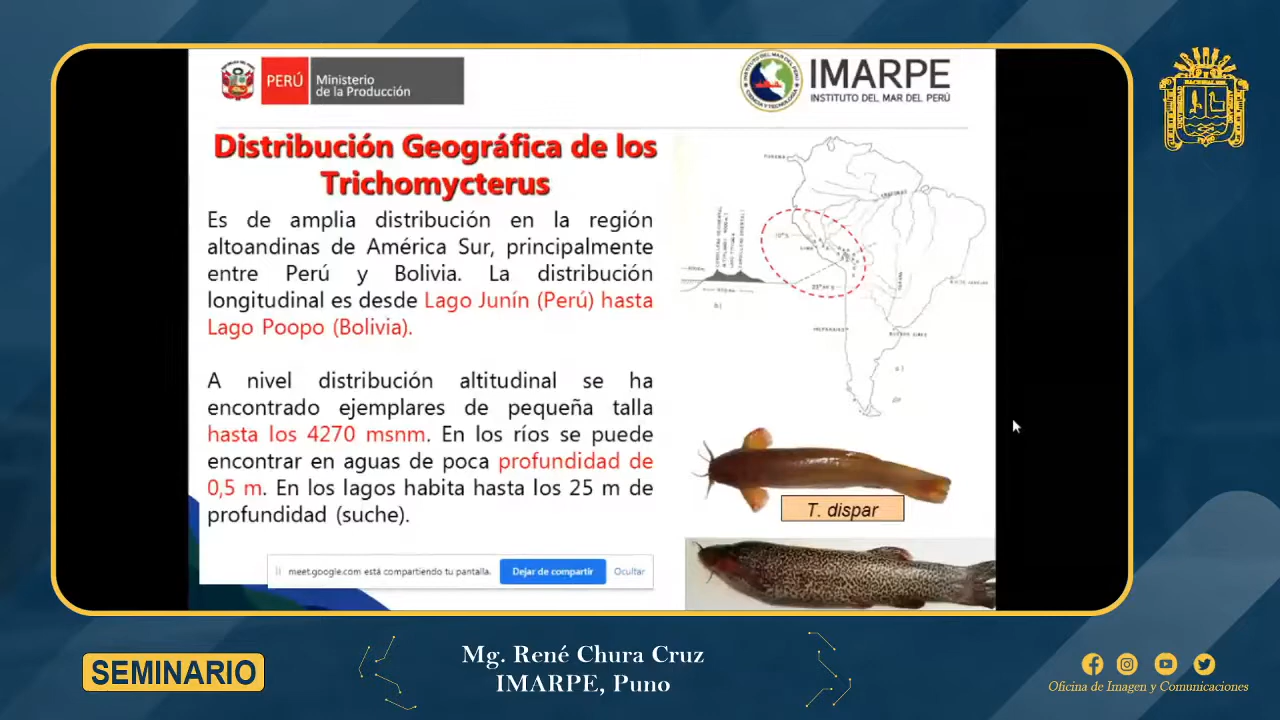 PERÚ
Ministerio
de la Producción
IMARPE
INSTITUTO DEL MAR DEL PERÚ
Distribución Geográfica de los
Trichomycterus
Es de amplia distribución en la región
altoandinas de América Sur, principalmente
entre Perú y Bolivia. La distribución
longitudinal es desde Lago Junín (Perú) hasta
Lago Poopo (Bolivia).
A nivel distribución altitudinal se ha
encontrado ejemplares de pequeña talla
hasta los 4270 msnm. En los ríos se puede
encontrar en aguas de poca profundidad de
0,5 m. En los lagos habita hasta los 25 m de
profundidad (suche).
T. dispar
meet.google.com está compartiendo tu pantalla.
Dejar de compartir
Ocultar
SEMINARIO
Mg. René Chura Cruz
IMARPE, Puno
Oficina de Imagen y Comunicaciones